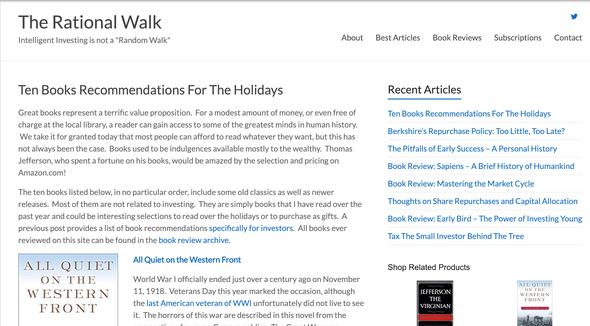 The Rational Walk
Intelligent Investing is not a "Random Walk"
About Best Articles Book Reviews Subscriptions Contact
Ten Books Recommendations For The Holidays
Great books represent a terrific value proposition. For a modest amount of money, or even free of
charge at the local library, a reader can gain access to some of the greatest minds in human history.
We take it for granted today that most people can afford to read whatever they want, but this has
not always been the case. Books used to be indulgences available mostly to the wealthy. Thomas
Jefferson, who spent a fortune on his books, would be amazed by the selection and pricing on
Amazon.com!
The ten books listed below, in no particular order, include some old classics as well as newer
releases. Most of them are not related to investing. They are simply books that I have read over the
past year and could be interesting selections to read over the holidays or to purchase as gifts. A
previous post provides a list of book recommendations specifically for investors. All books ever
reviewed on this site can be found in the book review archive.
ALL QUIET
ON THE
WESTERN
FRONT
All Quiet on the Western Front
World War I officially ended just over a century ago on November
11, 1918. Veterans Day this year marked the occasion, although
the last American veteran of WWI unfortunately did not live to see
it. The horrors of this war are described in this novel from the
Recent Articles
Ten Books Recommendations For The Holidays
Berkshire's Repurchase Policy: Too Little, Too Late?
The Pitfalls of Early Success – A Personal History
Book Review: Sapiens – A Brief History of Humankind
Book Review: Mastering the Market Cycle
Thoughts on Share Repurchases and Capital Allocation
Book Review: Early Bird – The Power of Investing Young
Tax The Small Investor Behind The Tree
Shop Related Products
JEFFERSON
THE
VIRGINIAN
ALL QUIET
ON THE
WESTERN
FRONT